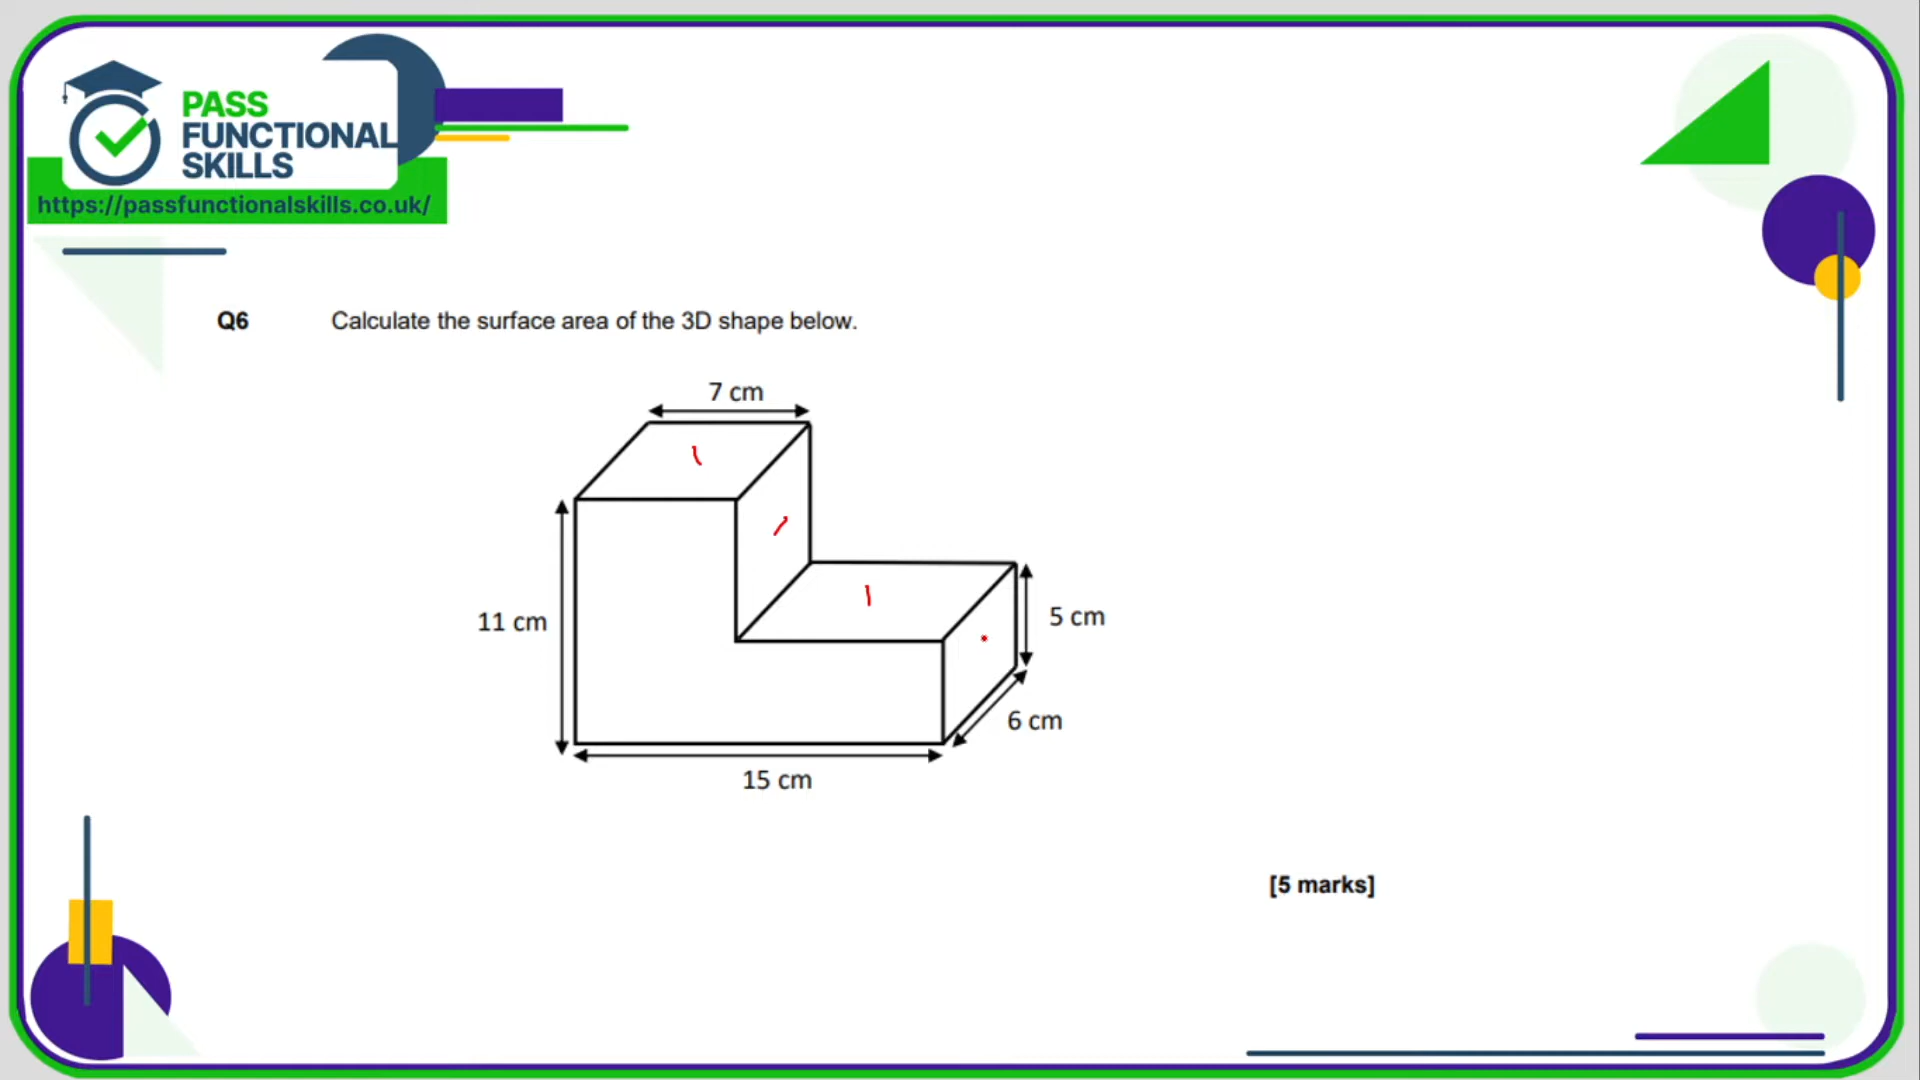 PASS
FUNCTIONAL
SKILLS
https://passfunctionalskills.co.uk/
Q6 Calculate the surface area of the 3D shape below.
7 cm
11 cm
5 cm
6 cm
15 cm
[5 marks]